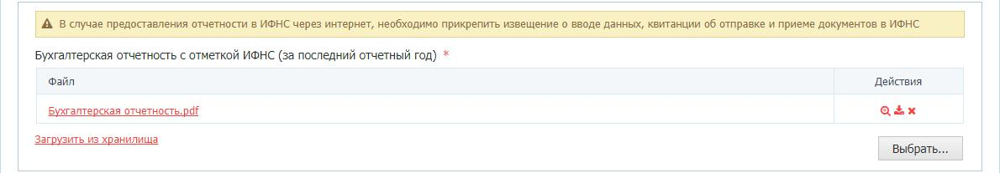 В случае предоставления отчетности в ИФНС через интернет, необходимо прикрепить извещение о вводе данных, квитанции об отправке и приеме документов в ИФНС
Бухгалтерская отчетность с отметкой ИФНС (за последний отчетный год) *
Файл Действия
Бухгалтерская отчетность.pdf
Загрузить из хранилища
Выбрать...